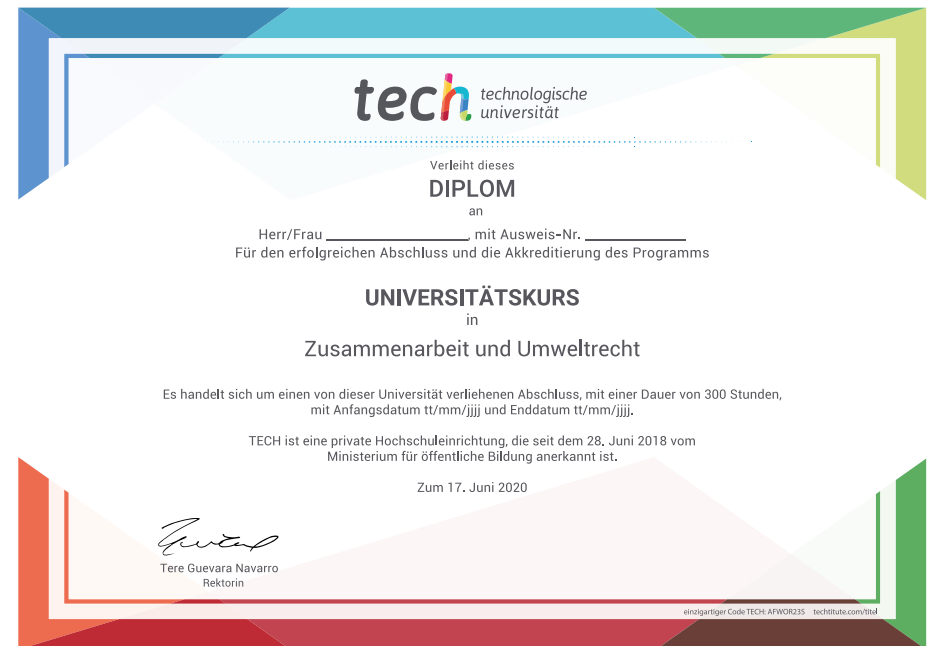 tech technologische
universität
Verleiht dieses
DIPLOM
an
Herr/Frau ____________, mit Ausweis-Nr. ____________
Für den erfolgreichen Abschluss und die Akkreditierung des Programms
UNIVERSITÄTSKURS
in
Zusammenarbeit und Umweltrecht
Es handelt sich um einen von dieser Universität verliehenen Abschluss, mit einer Dauer von 300 Stunden,
mit Anfangsdatum tt/mm/jjjj und Enddatum tt/mm/jjjj.
TECH ist eine private Hochschuleinrichtung, die seit dem 28. Juni 2018 vom
Ministerium für öffentliche Bildung anerkannt ist.
Zum 17. Juni 2020
Tere Guevara Navarro
Rektorin
einzigartiger Code TECH: AFWOR23S techtitute.com/titel